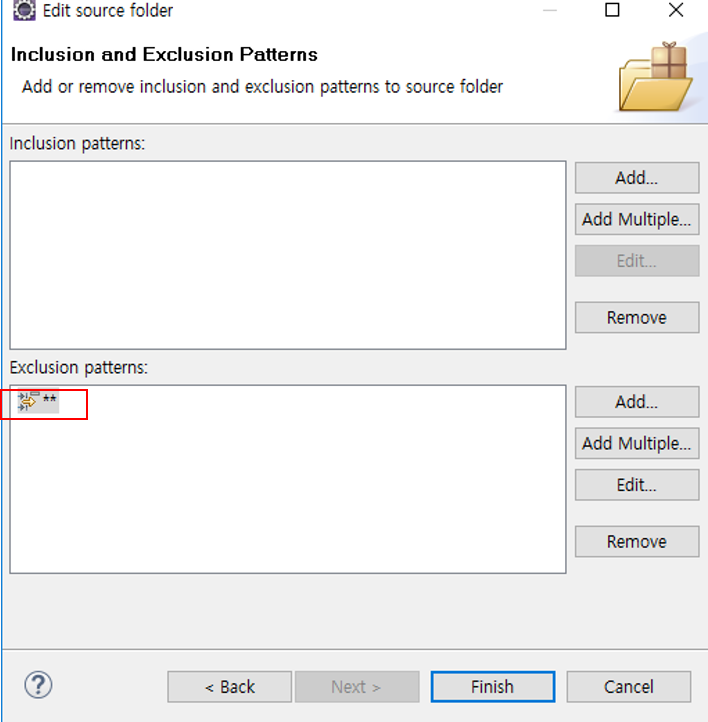 Edit source folder
Inclusion and Exclusion Patterns
Add or remove inclusion and exclusion patterns to source folder
Inclusion patterns:
Add...
Add Multiple...
Edit...
Remove
Exclusion patterns:
**
Add...
Add Multiple...
Edit...
Remove
?
< Back
Next >
Finish
Cancel